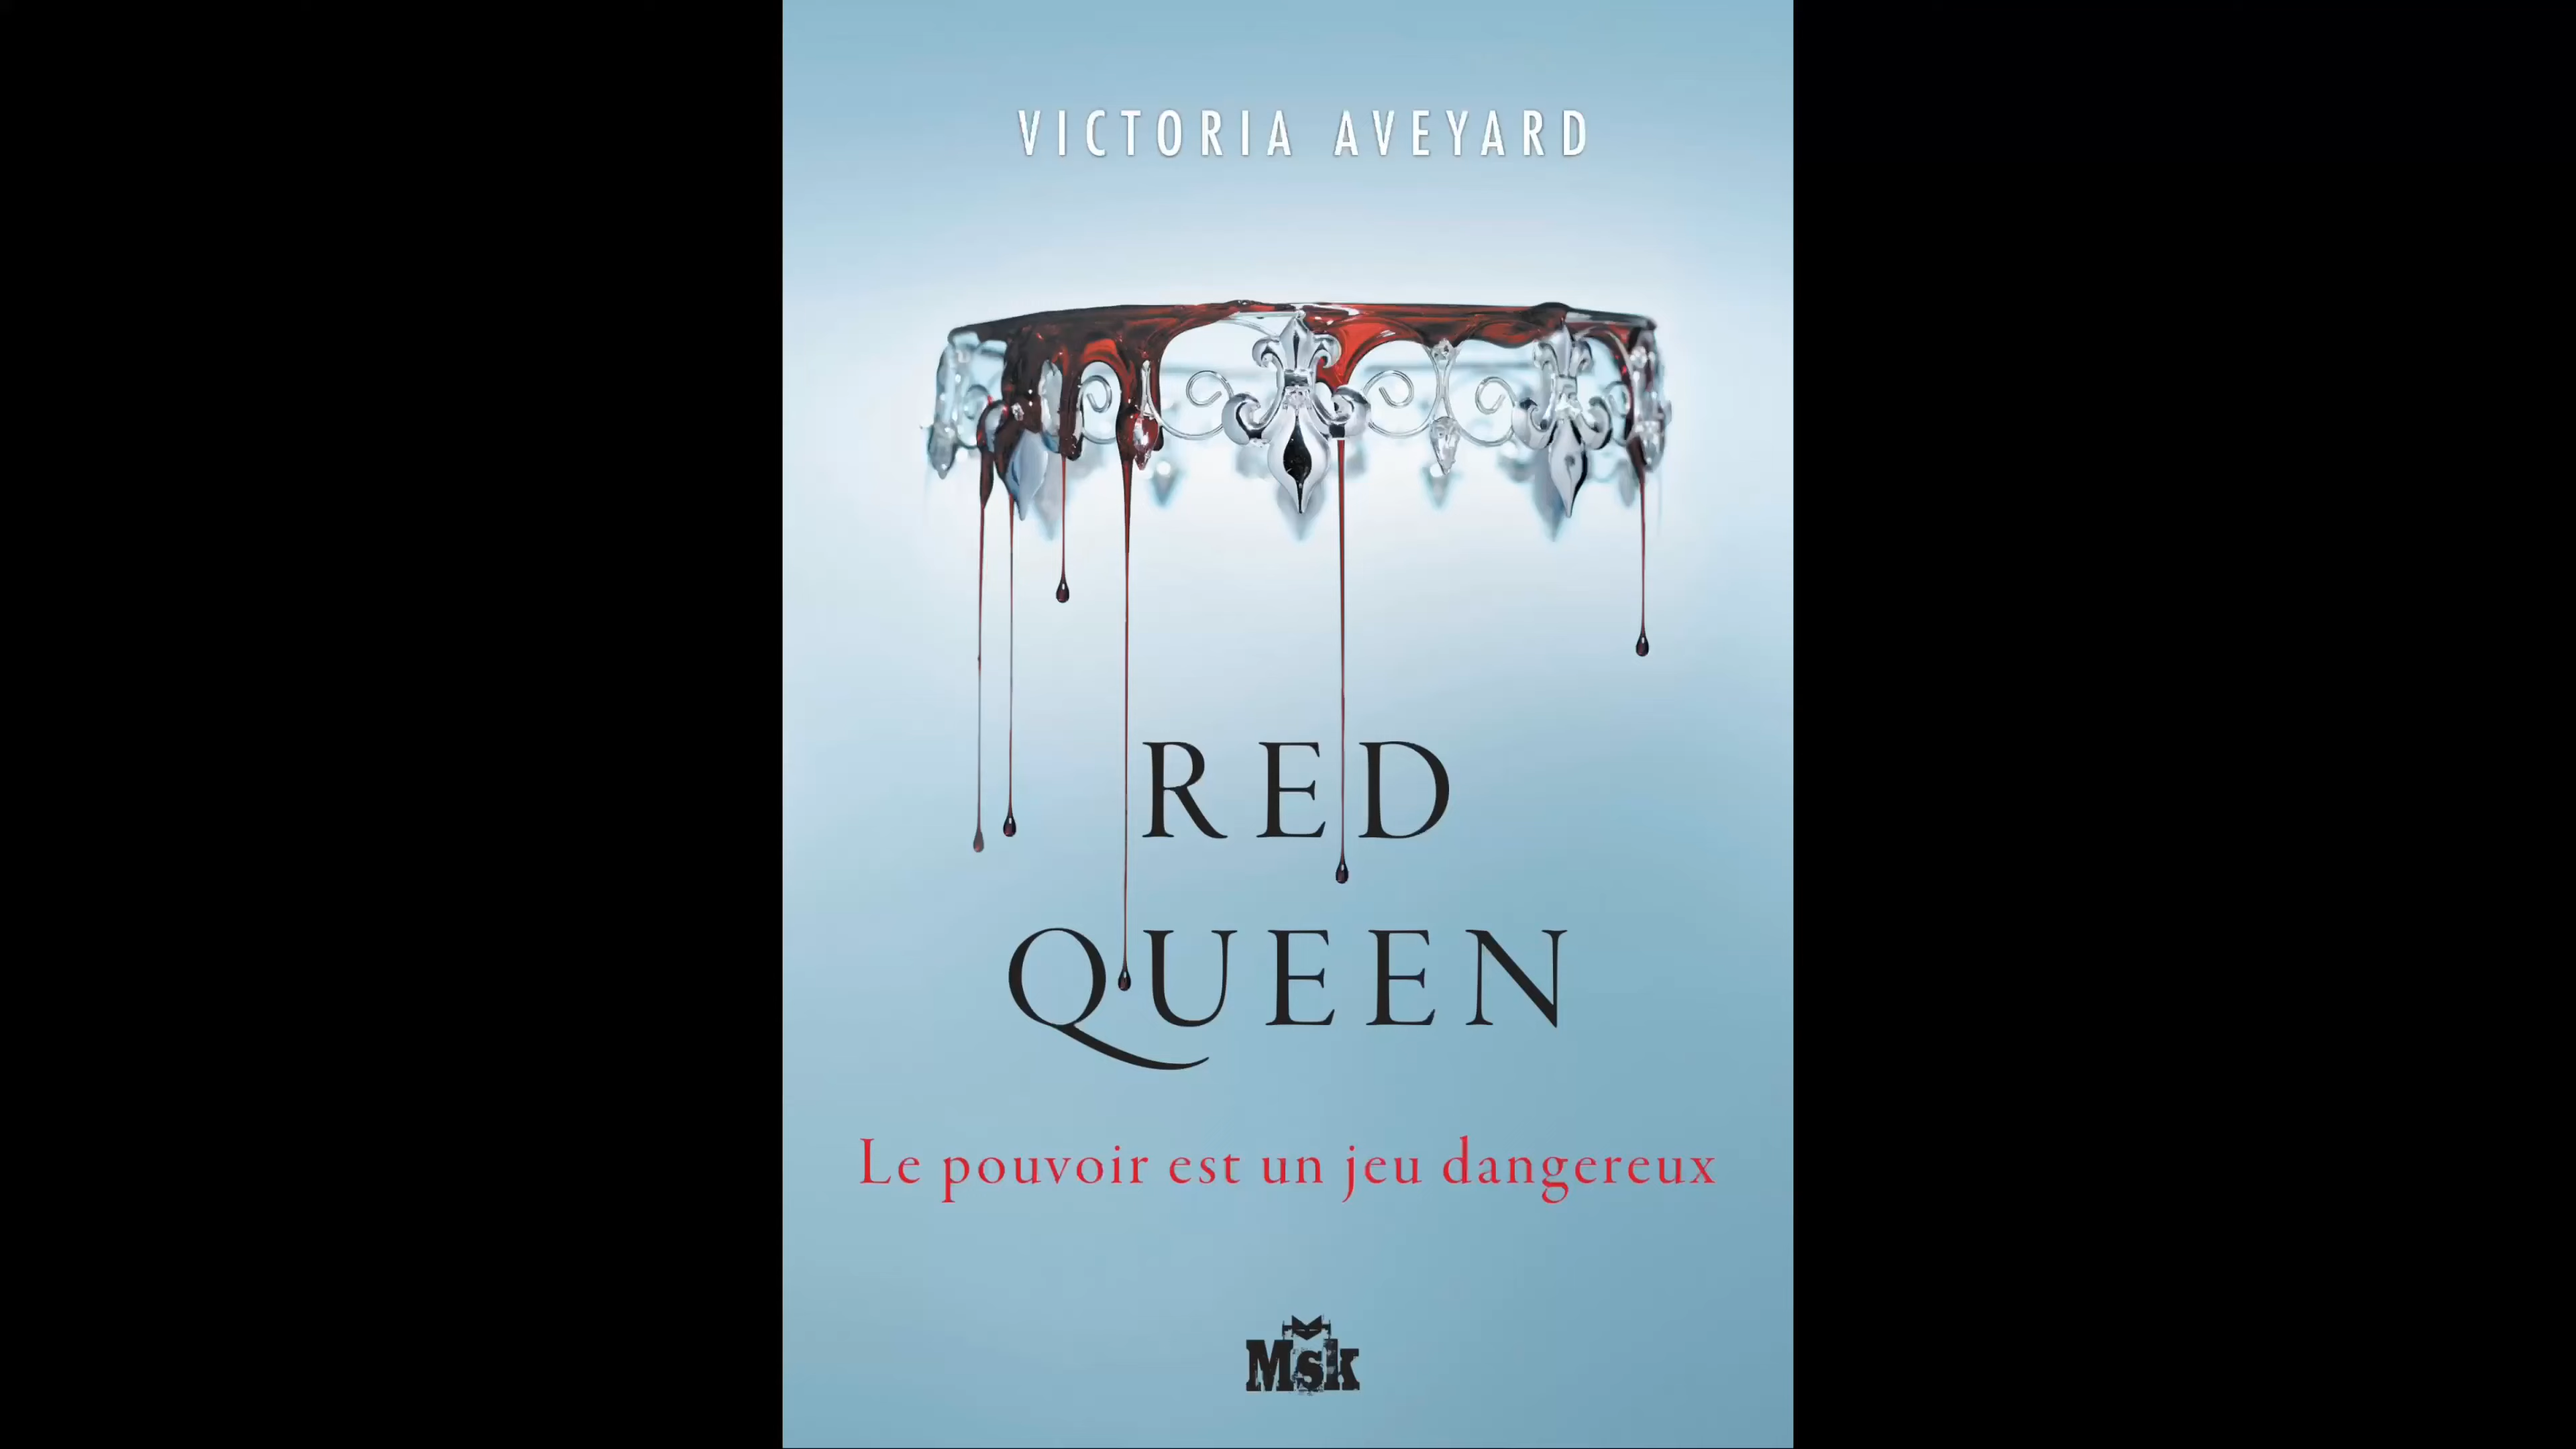 VICTORIA AVEYARD
RED
QUEEN
Le pouvoir est un jeu dangereux
Msk